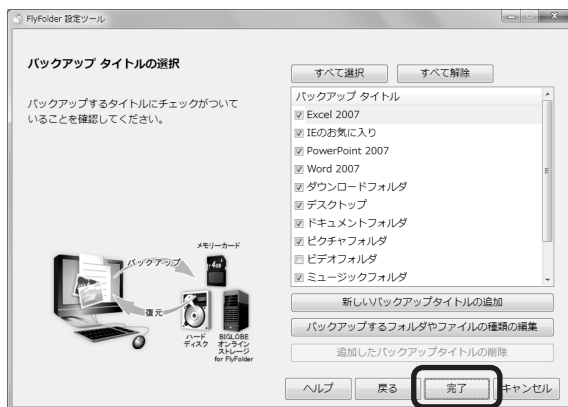 FlyFolder 設定ツール
バックアップ タイトルの選択
バックアップするタイトルにチェックがついて
いることを確認してください。
すべて選択
すべて解除
バックアップ タイトル
Excel 2007
IEのお気に入り
PowerPoint 2007
Word 2007
ダウンロードフォルダ
デスクトップ
ドキュメントフォルダ
ピクチャフォルダ
ビデオフォルダ
ミュージックフォルダ
メモリーカード
バックアップ
4GB
復元
ハード
ディスク
BIGLOBE
オンライン
ストレージ
for FlyFolder
新しいバックアップタイトルの追加
バックアップするフォルダやファイルの種類の編集
追加したバックアップタイトルの削除
ヘルプ
戻る
完了
キャンセル